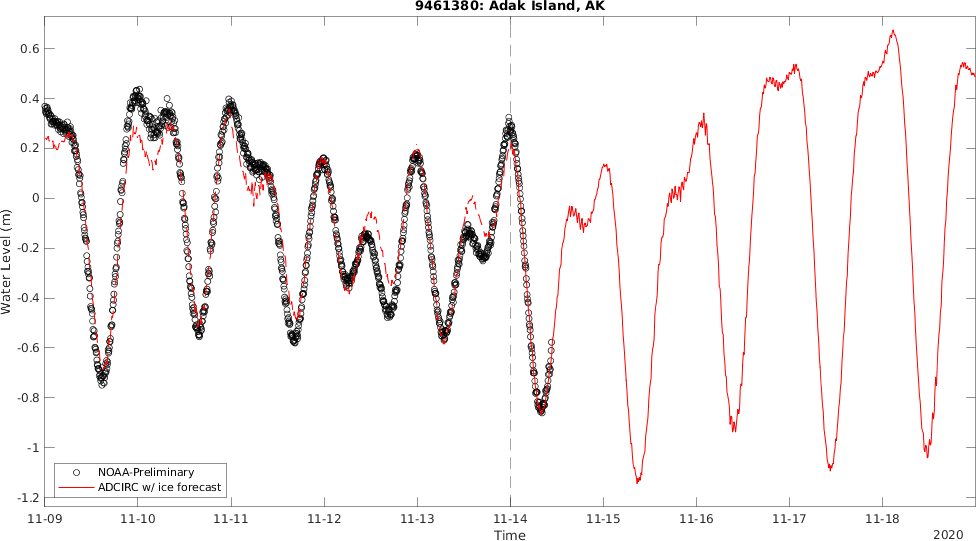 9461380: Adak Island, AK
Water Level (m)
0.6
0.4
0.2
0
-0.2
-0.4
-0.6
-0.8
-1
-1.2
NOAA-Preliminary
ADCIRC w/ ice forecast
11-09 11-10 11-11 11-12 11-13 11-14 11-15 11-16 11-17 11-18
Time
2020